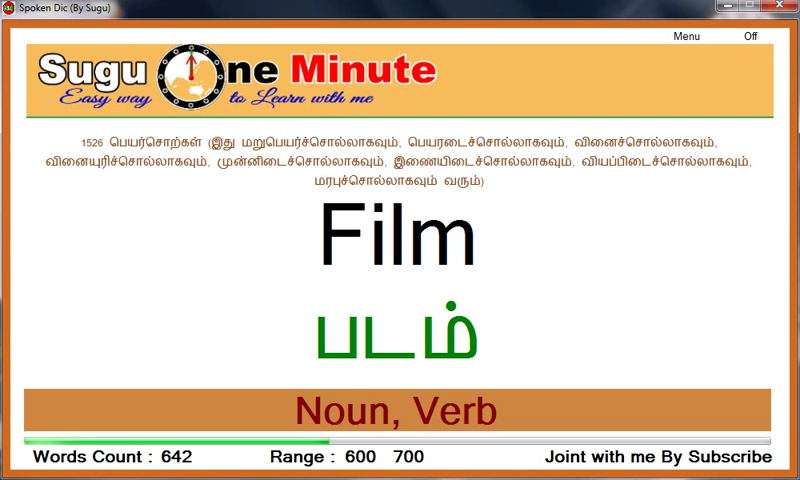 Spoken Dic (By Sugu)
Menu Off
Sugu One Minute
Easy way to Learn with me
1526 பெயர்சொற்கள் (இது மறுபெயர்ச்சொல்லாகவும், பெயரடைச்சொல்லாகவும், வினைச்சொல்லாகவும்,
வினையுரிச்சொல்லாகவும், முன்னிடைச்சொல்லாகவும், இணையிடைச்சொல்லாகவும், வியப்பிடைச்சொல்லாகவும்,
மரபுச்சொல்லாகவும் வரும்)
Film
படம்
Noun, Verb
Words Count : 642 Range : 600 700 Joint with me By Subscribe